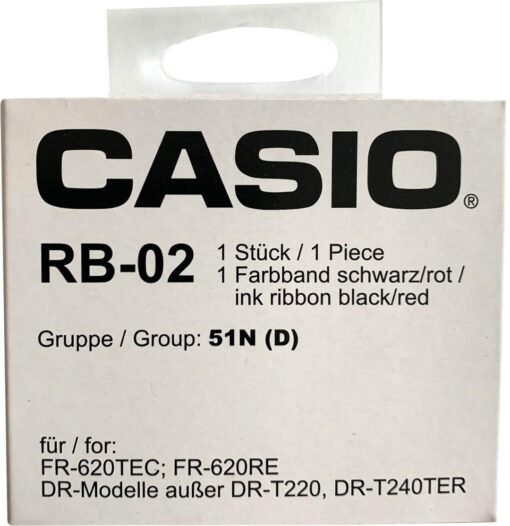 CASIO®
RB-02
1 Stück / 1 Piece
1 Farbband schwarz/rot /
ink ribbon black/red
Gruppe / Group: 51N (D)
für / for:
FR-620TEC; FR-620RE
DR-Modelle außer DR-T220, DR-T240TER